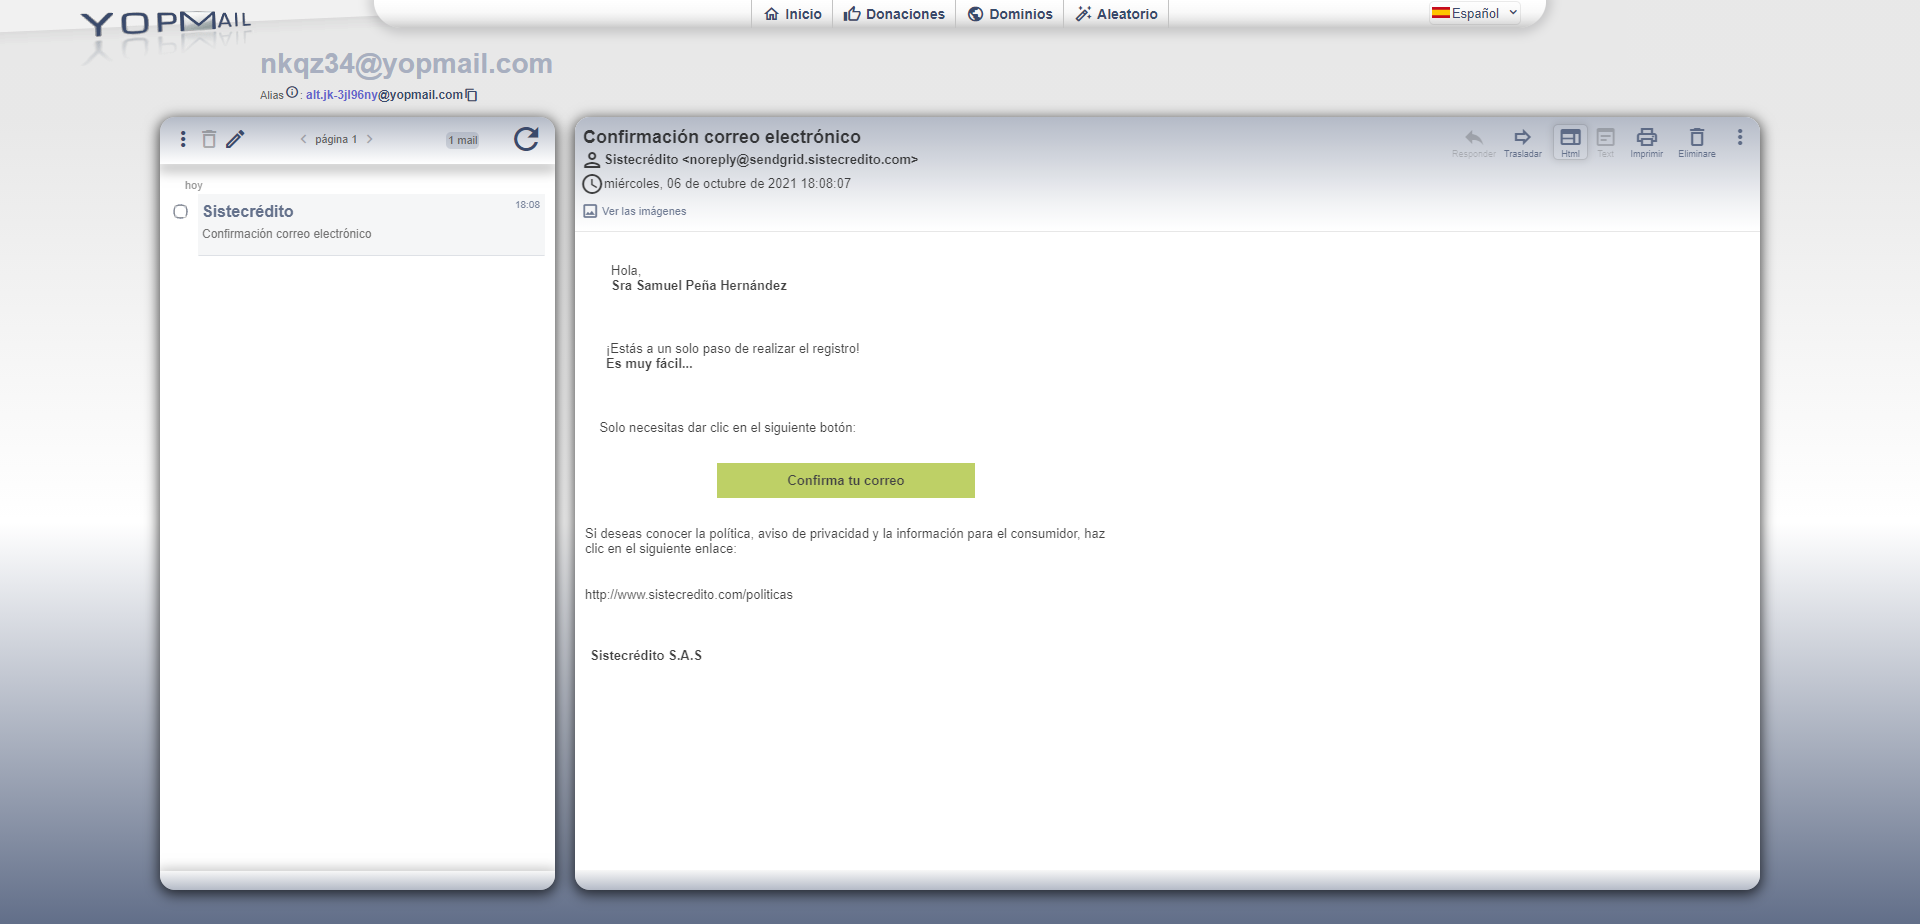 YOPMAIL
Inicio
Donaciones
Dominios
Aleatorio
Español
nkqz34@yopmail.com
Alias : alt.jk-3jl96ny@yopmail.com
página 1
1 mail
hoy
Sistecrédito
18:08
Confirmación correo electrónico
Confirmación correo electrónico
Sistecrédito <noreply@sendgrid.sistecredito.com>
miércoles, 06 de octubre de 2021 18:08:07
Ver las imágenes
Responder
Trasladar
Html
Text
Imprimir
Eliminare
Hola,
Sra Samuel Peña Hernández
¡Estás a un solo paso de realizar el registro!
Es muy fácil...
Solo necesitas dar clic en el siguiente botón:
Confirma tu correo
Si deseas conocer la política, aviso de privacidad y la información para el consumidor, haz
clic en el siguiente enlace:
http://www.sistecredito.com/politicas
Sistecrédito S.A.S